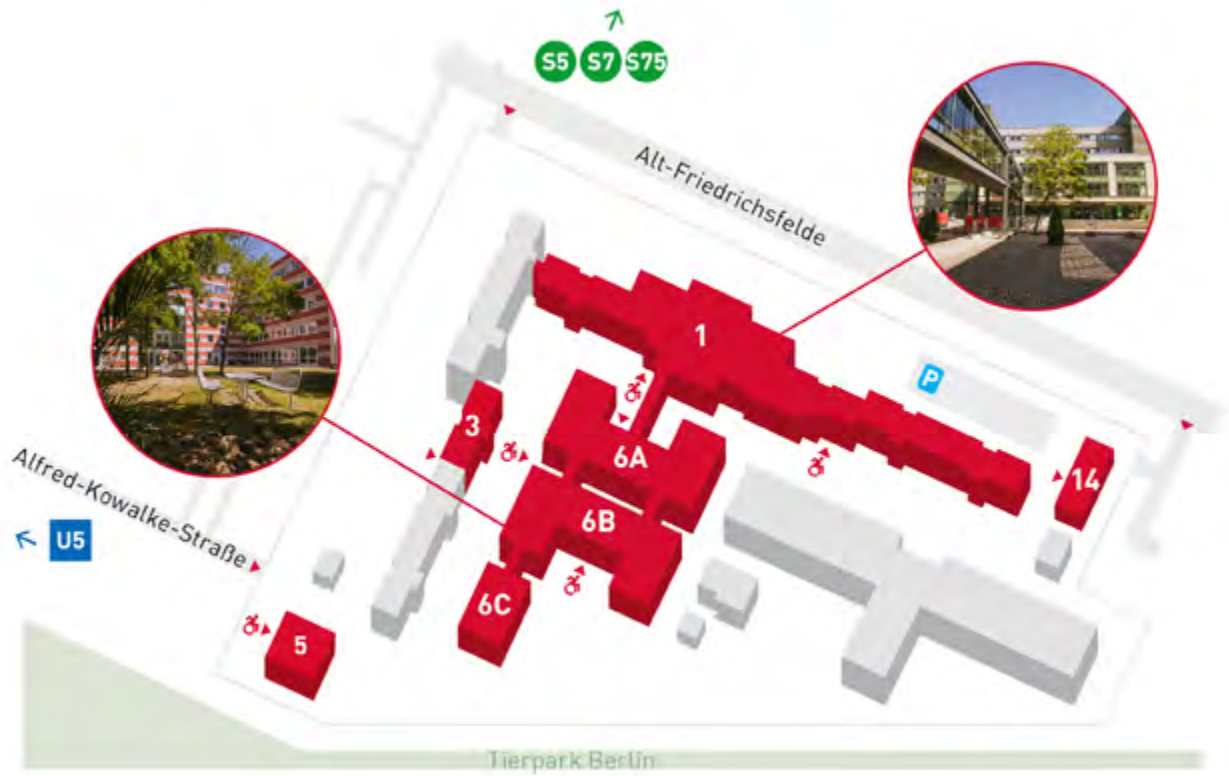 S5 S7 S75
Alt-Friedrichsfelde
1
P
3
6A
14
Alfred-Kowalke-Straße
U5
6B
6C
5
Tierpark Berlin